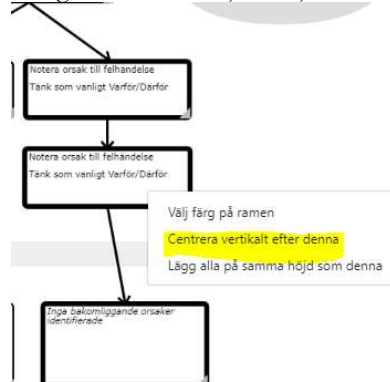 Notera orsak till felhändelse
Tänk som vanligt Varför/Därför
Notera orsak till felhändelse
Tänk som vanligt Varför/Därför
Välj färg på ramen
Centrera vertikalt efter denna
Lägg alla på samma höjd som denna
Inga bakomliggande orsaker
identifierade